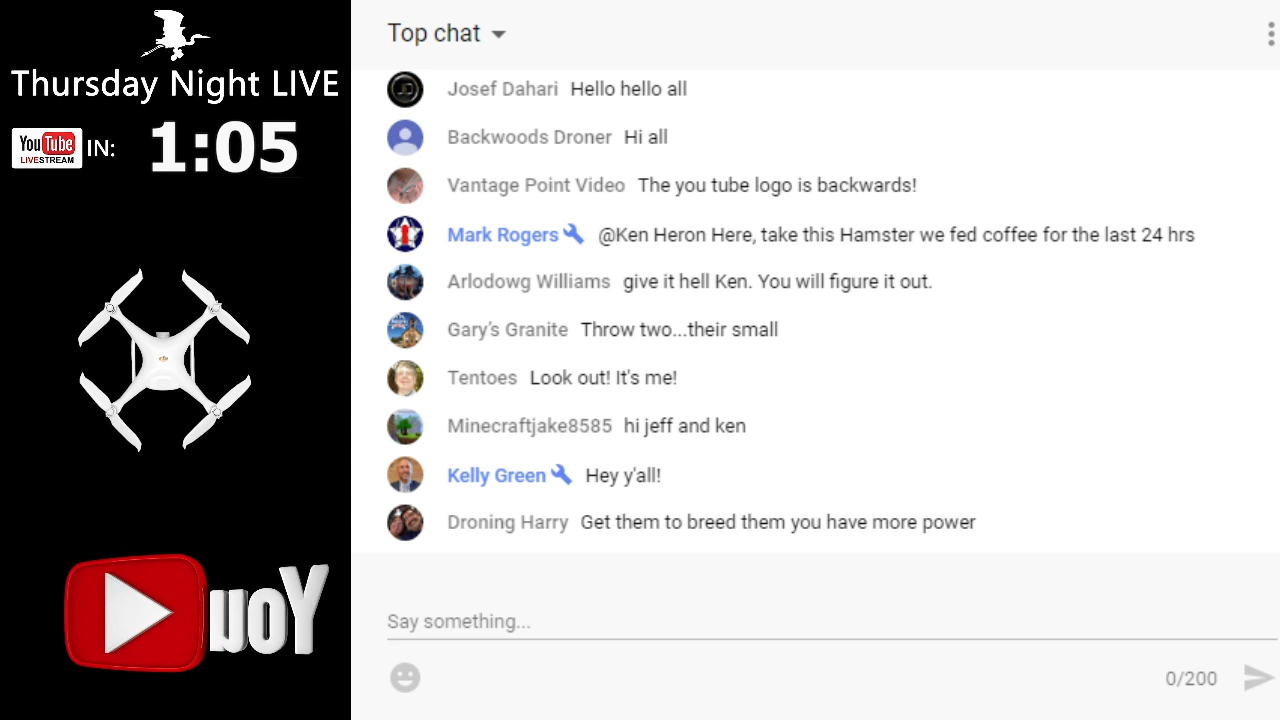 Thursday Night LIVE
YouTube
LIVESTREAM
IN:
1:05
uoY
Top chat
Josef Dahari Hello hello all
Backwoods Droner Hi all
Vantage Point Video The you tube logo is backwards!
Mark Rogers @Ken Heron Here, take this Hamster we fed coffee for the last 24 hrs
Arlodowg Williams give it hell Ken. You will figure it out.
Gary's Granite Throw two...their small
Tentoes Look out! It's me!
Minecraftjake8585 hi jeff and ken
Kelly Green Hey y'all!
Droning Harry Get them to breed them you have more power
Say something...
0/200